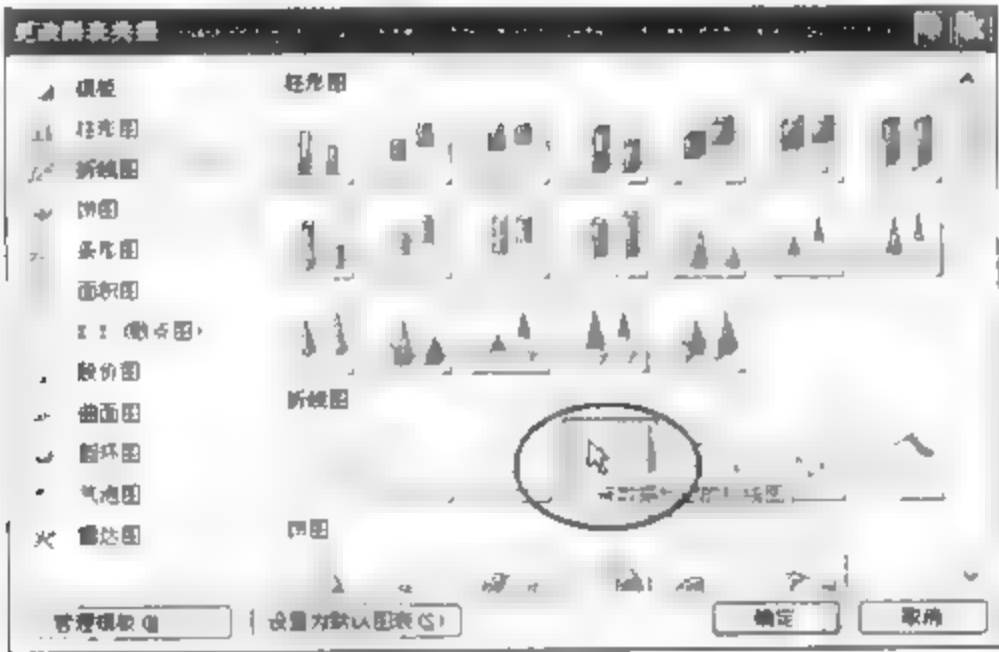 更改图表类型
模板
柱形图
折线图
饼图
条形图
面积图
X Y (散点图)
股价图
曲面图
圆环图
气泡图
雷达图
柱形图
折线图
饼图
管理模板
设置为默认图表(S)
确定
取消